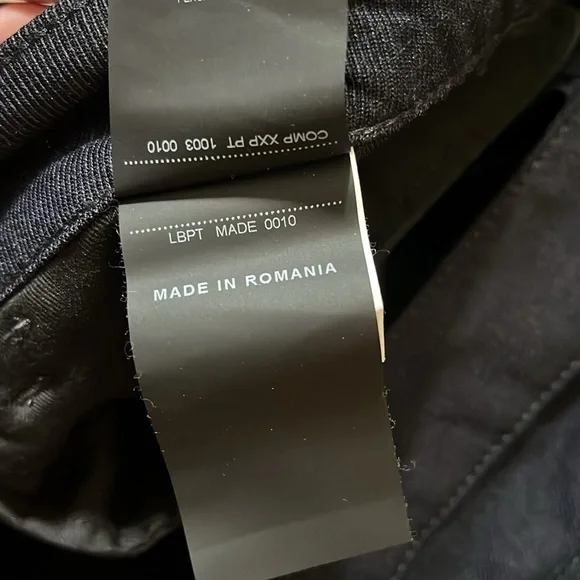 COMP XXP PT 1003 0010
LBPT MADE 0010
MADE IN ROMANIA